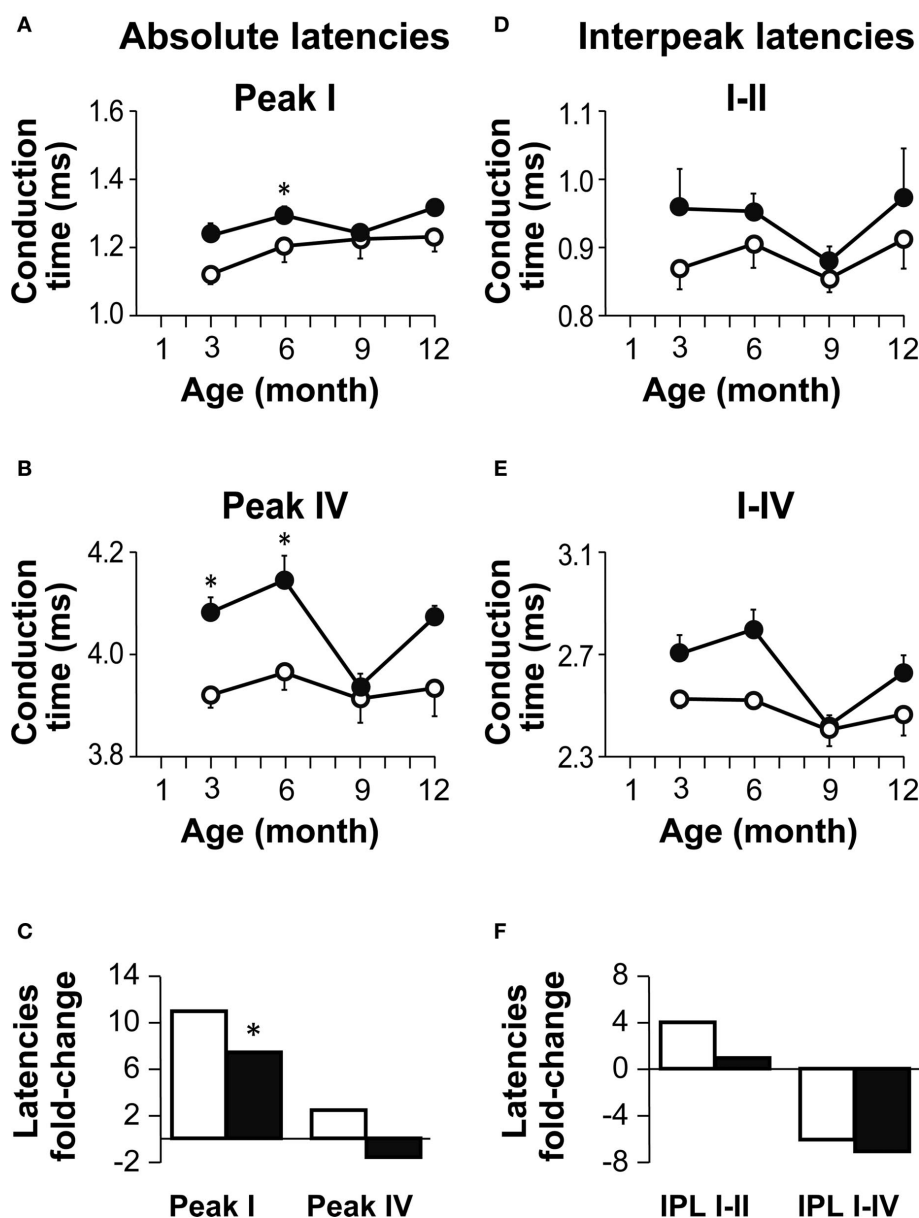 A
Absolute latencies
Peak I
Conduction
time (ms)
1.6
1.4
1.2
1.0
*
1 3 6 9 12
Age (month)
D
Interpeak latencies
I-II
Conduction
time (ms)
1.1
1.0
0.9
0.8
1 3 6 9 12
Age (month)
B
Peak IV
Conduction
time (ms)
4.2
4.0
3.8
*
*
1 3 6 9 12
Age (month)
E
I-IV
Conduction
time (ms)
3.1
2.7
2.3
1 3 6 9 12
Age (month)
C
Latencies
fold-change
14
10
6
2
-2
*
Peak I Peak IV
F
Latencies
fold-change
8
4
0
-4
-8
IPL I-II IPL I-IV